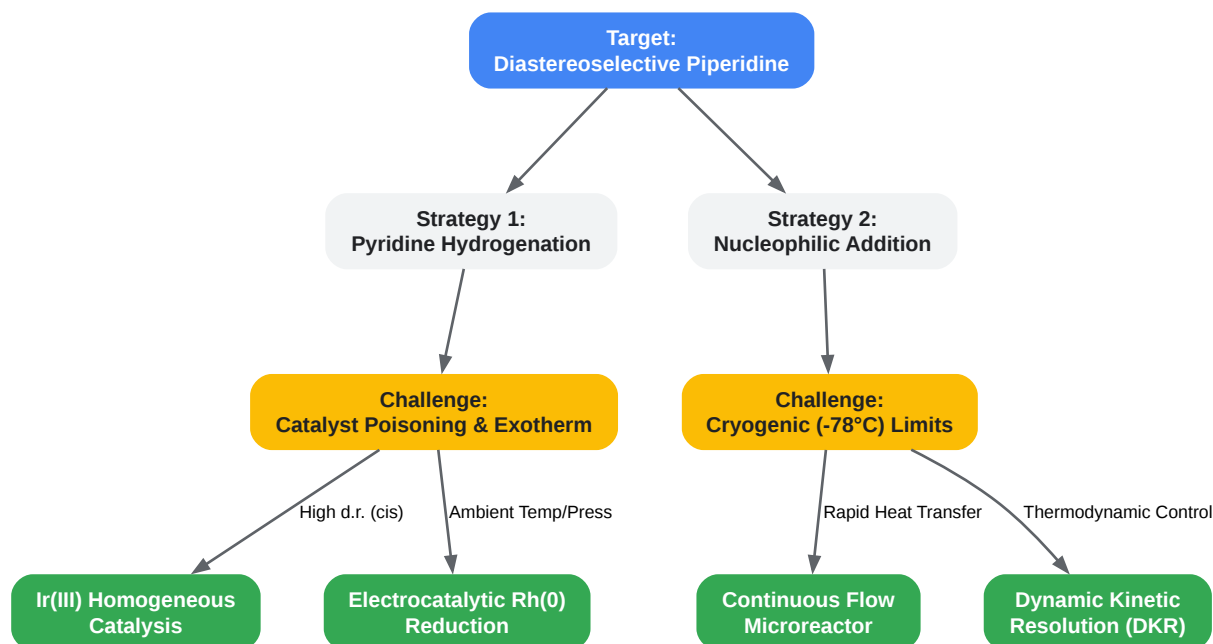 Target:
Diastereoselective Piperidine
Strategy 1:
Pyridine Hydrogenation
Strategy 2:
Nucleophilic Addition
Challenge:
Catalyst Poisoning & Exotherm
Challenge:
Cryogenic (-78°C) Limits
High d.r. (cis)
Ambient Temp/Press
Rapid Heat Transfer
Thermodynamic Control
Ir(III) Homogeneous
Catalysis
Electrocatalytic Rh(0)
Reduction
Continuous Flow
Microreactor
Dynamic Kinetic
Resolution (DKR)